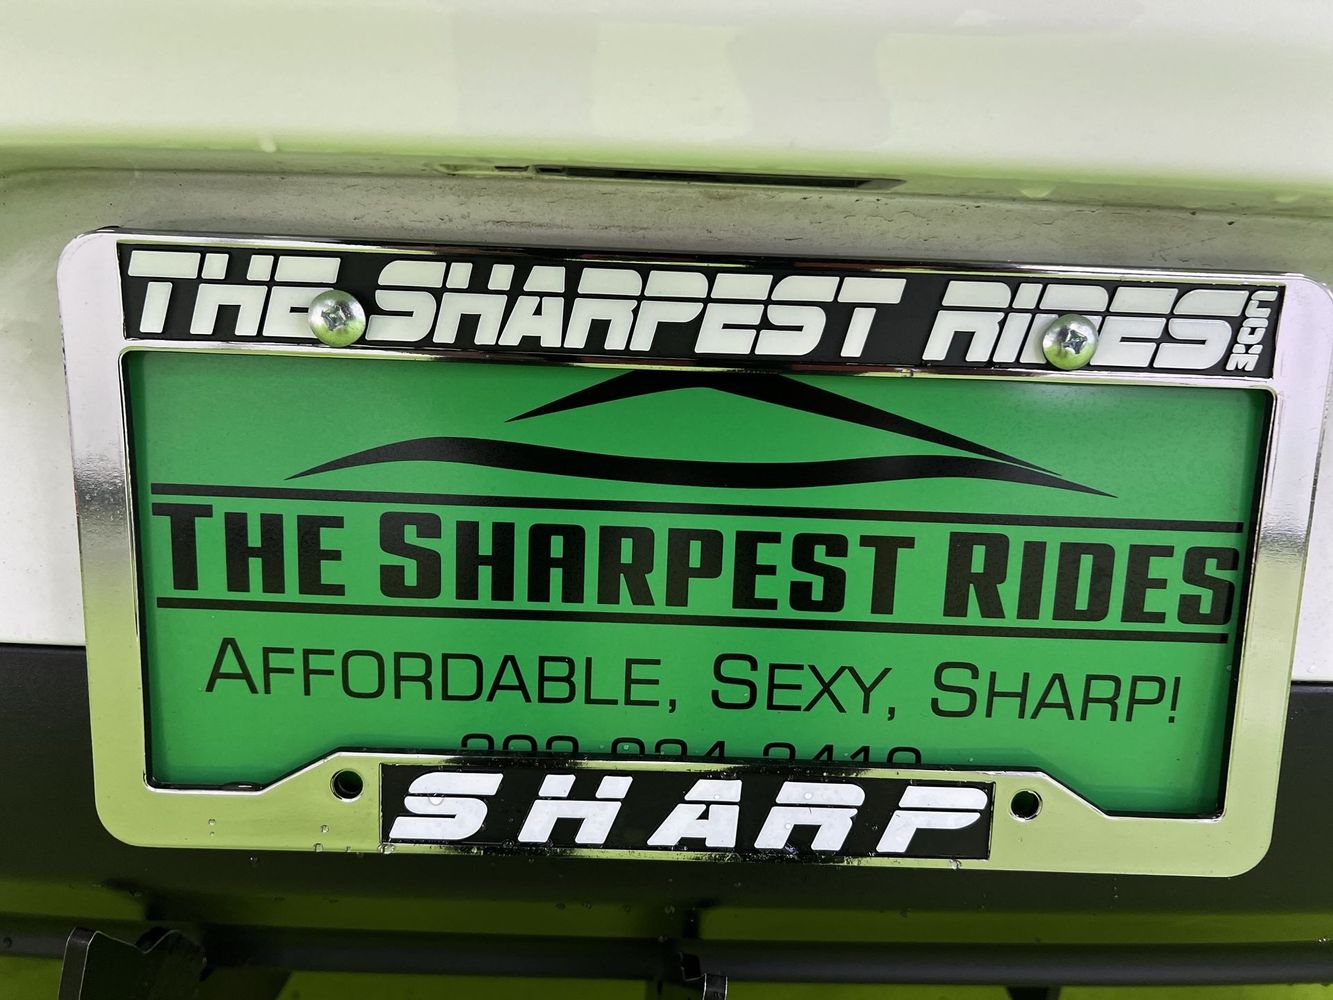 THE SHARPEST RIDES.COM
THE SHARPEST RIDES
AFFORDABLE, SEXY, SHARP!
SHARP